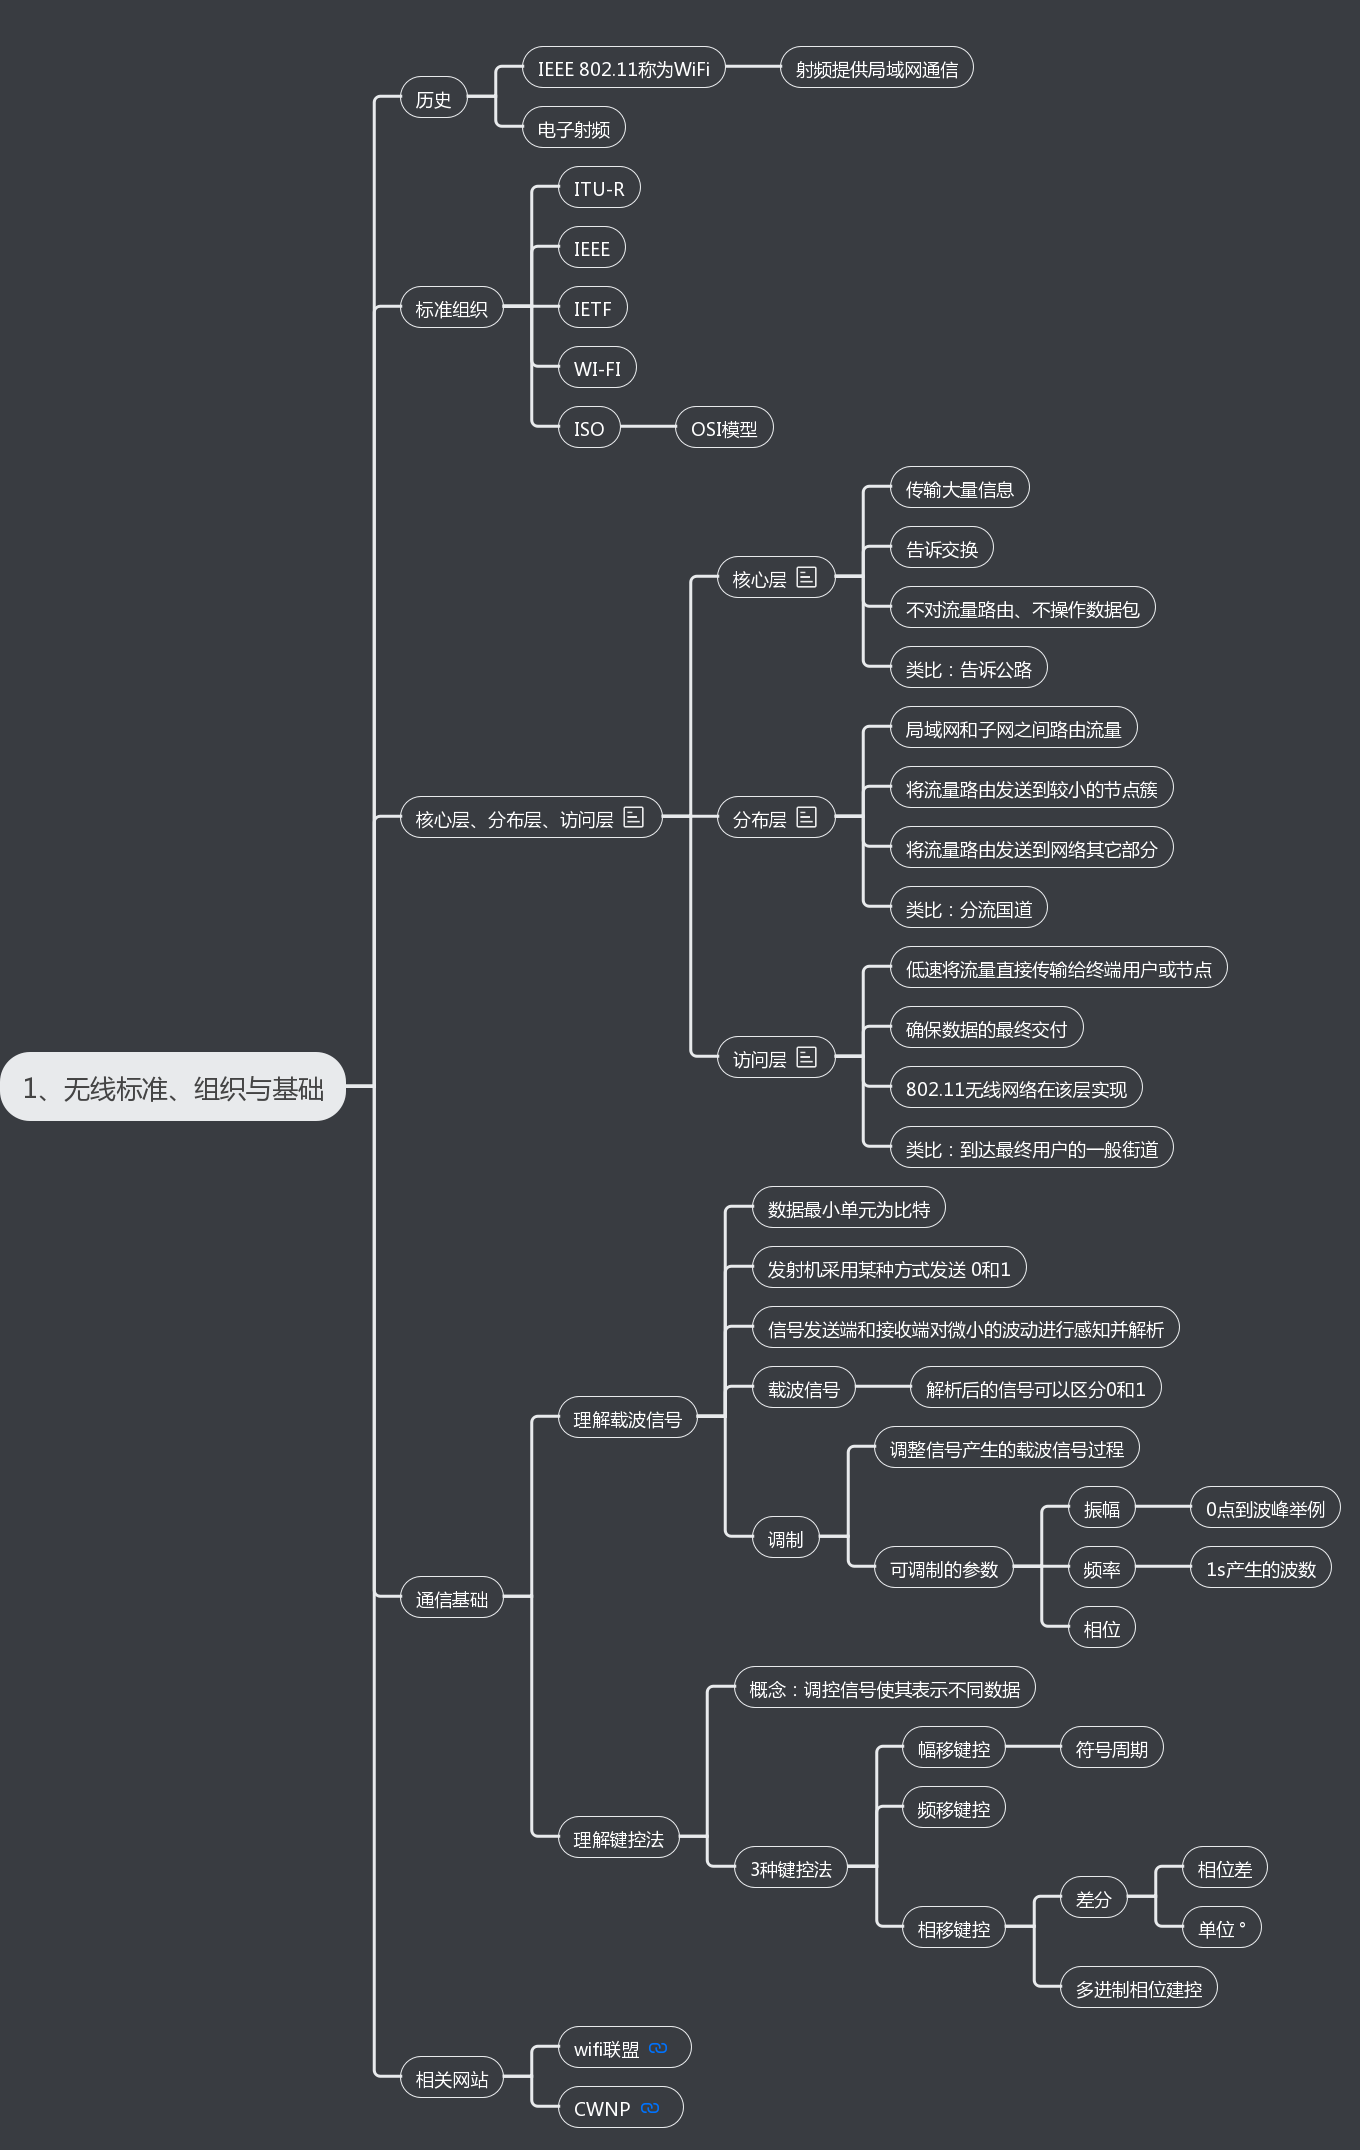 IEEE 802.11称为WiFi
射频提供局域网通信
历史
电子射频
ITU-R
IEEE
标准组织
IETF
WI-FI
ISO
OSI模型
传输大量信息
告诉交换
核心层
不对流量路由、不操作数据包
类比：告诉公路
局域网和子网之间路由流量
将流量路由发送到较小的节点簇
核心层、分布层、访问层
分布层
将流量路由发送到网络其它部分
类比：分流国道
低速将流量直接传输给终端用户或节点
确保数据的最终交付
访问层
802.11无线网络在该层实现
类比：到达最终用户的一般街道
1、无线标准、组织与基础
数据最小单元为比特
发射机采用某种方式发送 0和1
信号发送端和接收端对微小的波动进行感知并解析
载波信号
解析后的信号可以区分0和1
理解载波信号
调整信号产生的载波信号过程
振幅
0点到波峰举例
调制
可调制的参数
频率
1s产生的波数
相位
通信基础
概念：调控信号使其表示不同数据
幅移键控
符号周期
频移键控
理解键控法
3种键控法
相位差
差分
相移键控
单位 °
多进制相位建控
wifi联盟
相关网站
CWNP